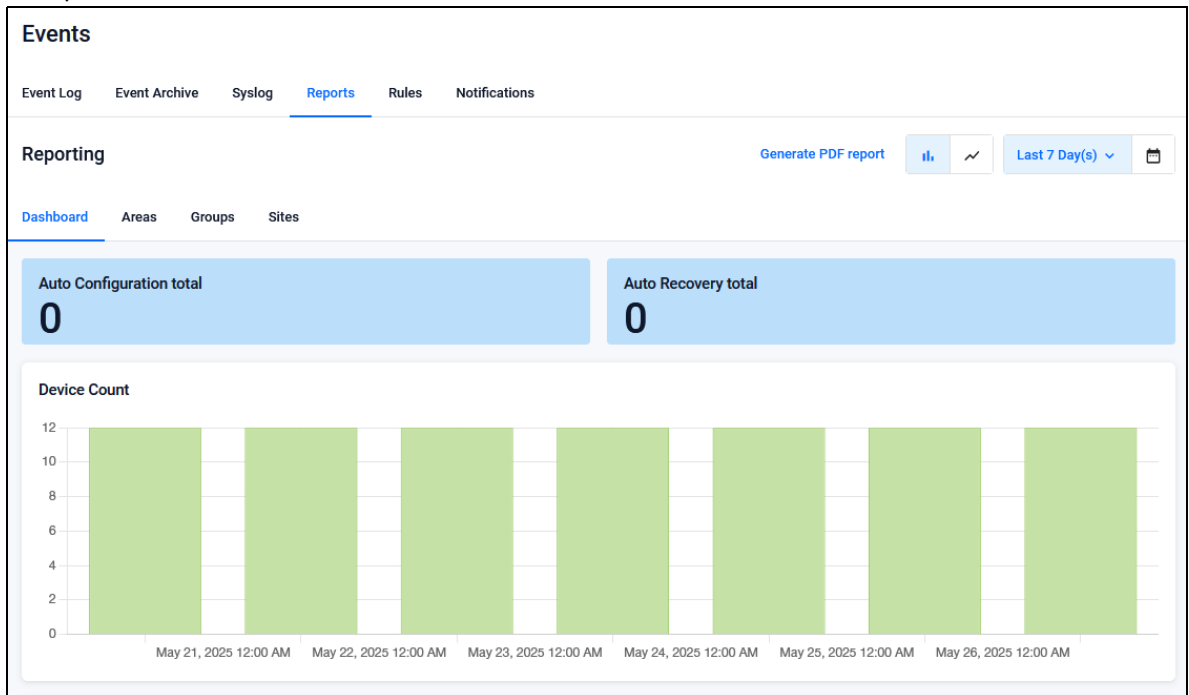 Events
Event Log Event Archive Syslog Reports Rules Notifications
Reporting Generate PDF report Last 7 Day(s)
Dashboard Areas Groups Sites
Auto Configuration total Auto Recovery total
0 0
Device Count
12
10
8
6
4
2
0
May 21, 2025 12:00 AM May 22, 2025 12:00 AM May 23, 2025 12:00 AM May 24, 2025 12:00 AM May 25, 2025 12:00 AM May 26, 2025 12:00 AM